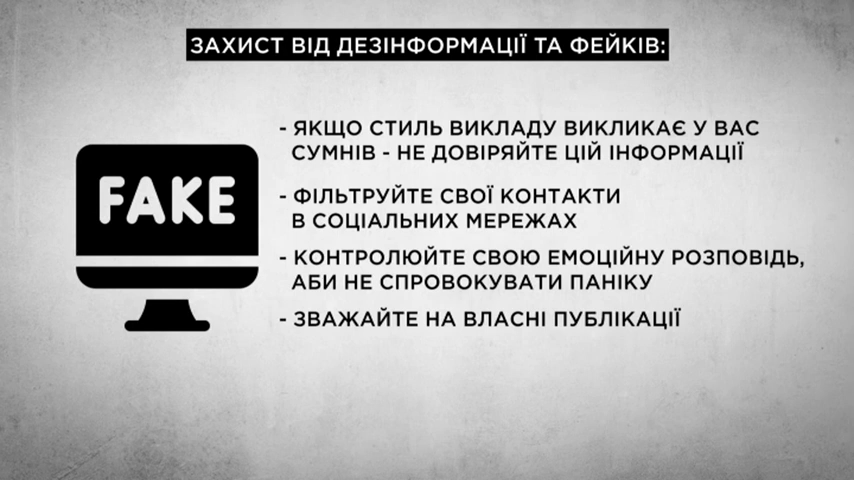 ЗАХИСТ ВІД ДЕЗІНФОРМАЦІЇ ТА ФЕЙКІВ:
FAKE
- ЯКЩО СТИЛЬ ВИКЛАДУ ВИКЛИКАЄ У ВАС
СУМНІВ - НЕ ДОВІРЯЙТЕ ЦІЙ ІНФОРМАЦІЇ
- ФІЛЬТРУЙТЕ СВОЇ КОНТАКТИ
В СОЦІАЛЬНИХ МЕРЕЖАХ
- КОНТРОЛЮЙТЕ СВОЮ ЕМОЦІЙНУ РОЗПОВІДЬ,
АБИ НЕ СПРОВОКУВАТИ ПАНІКУ
- ЗВАЖАЙТЕ НА ВЛАСНІ ПУБЛІКАЦІЇ